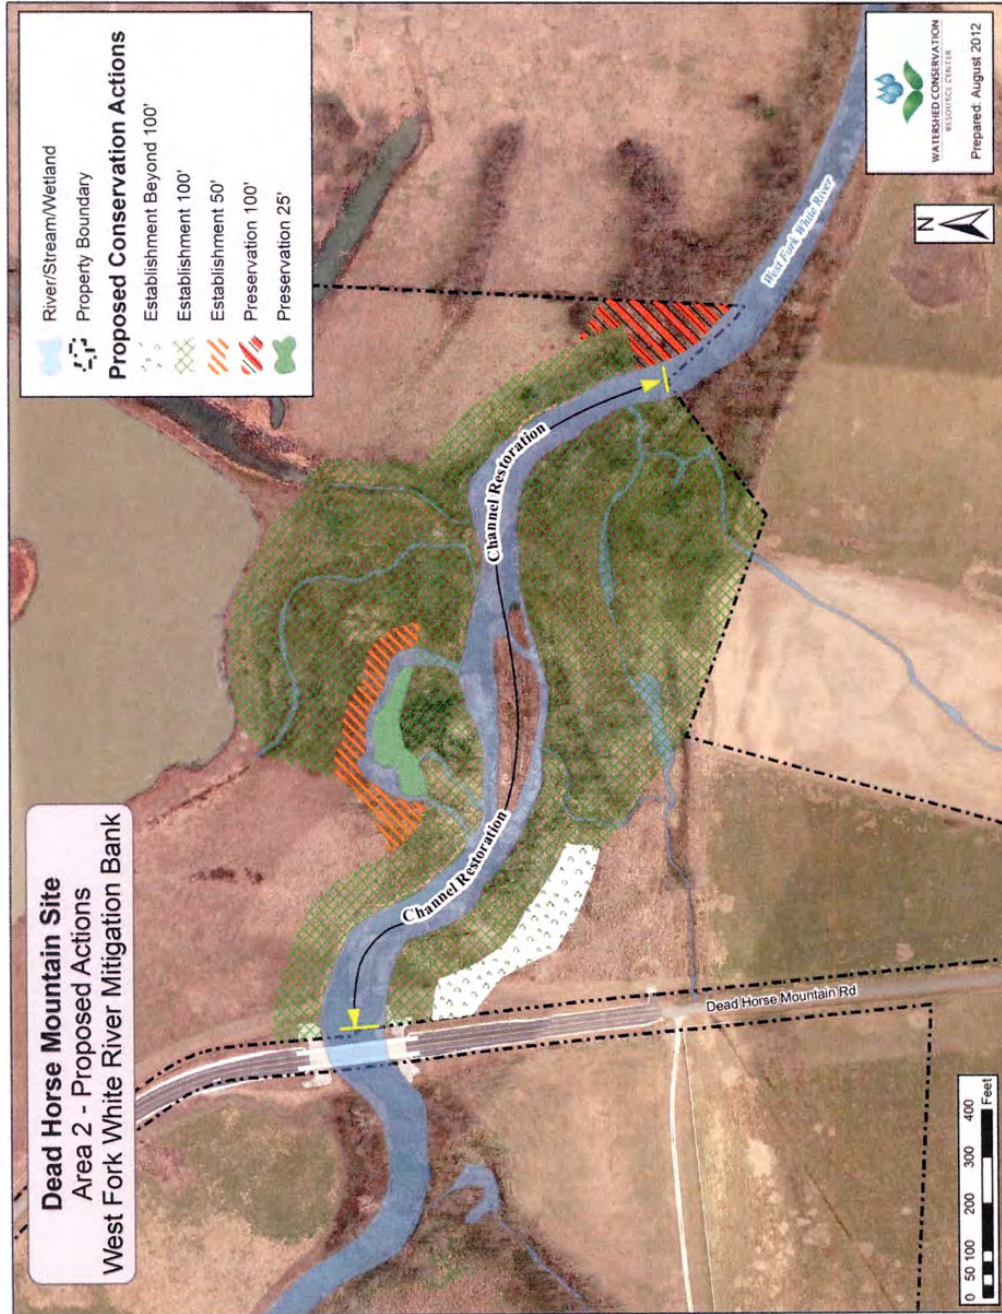 Dead Horse Mountain Site
Area 2 - Proposed Actions
West Fork White River Mitigation Bank
River/Stream/Wetland
Property Boundary
Proposed Conservation Actions
Establishment Beyond 100'
Establishment 100'
Establishment 50'
Preservation 100'
Preservation 25'
Channel Restoration
Channel Restoration
West Fork White River
Dead Horse Mountain Rd
0 50 100 200 300 400
Feet
N
WATERSHED CONSERVATION
RESOURCE CENTER
Prepared: August 2012